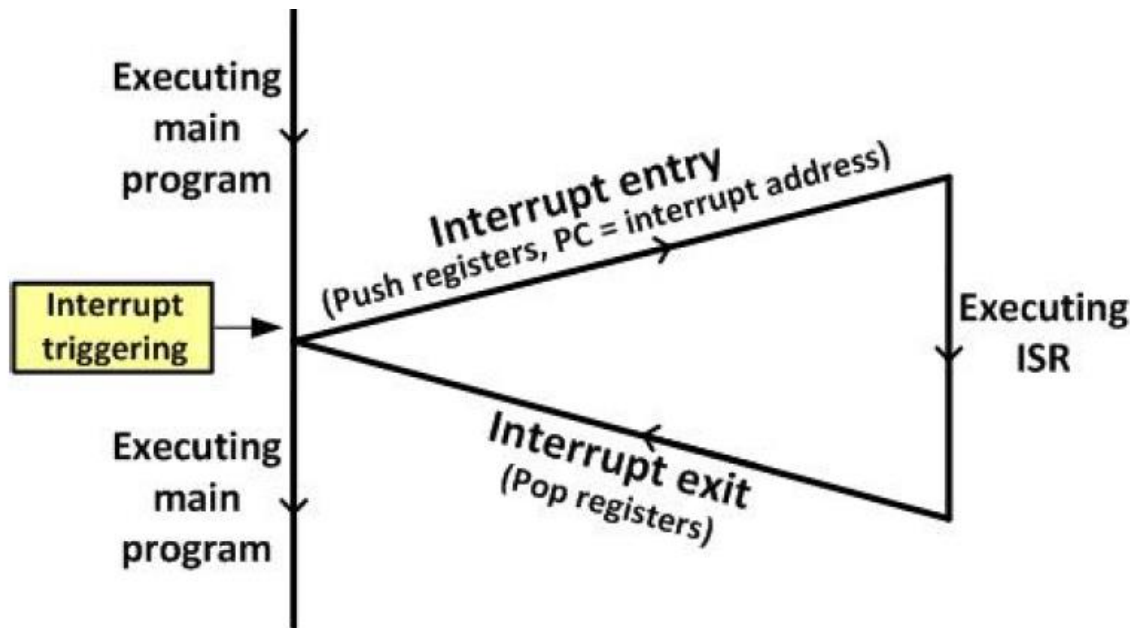 Executing
main
program
Interrupt entry
(Push registers, PC = interrupt address)
Interrupt
triggering
Executing
ISR
Interrupt exit
(Pop registers)
Executing
main
program